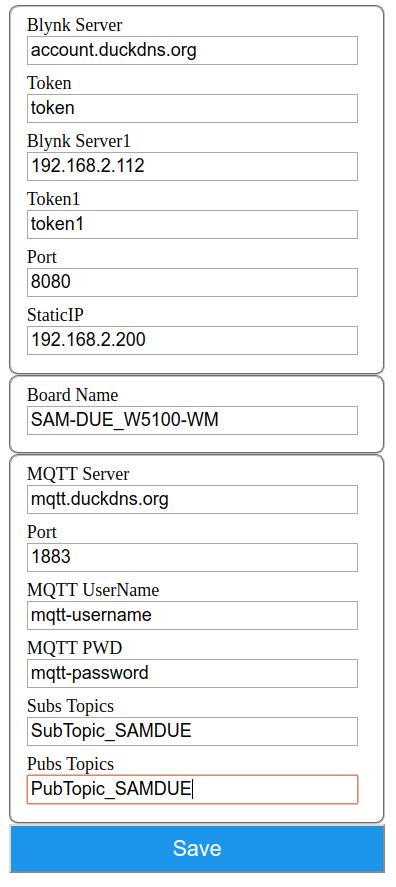 Blynk Server
account.duckdns.org
Token
token
Blynk Server1
192.168.2.112
Token1
token1
Port
8080
StaticIP
192.168.2.200
Board Name
SAM-DUE_W5100-WM
MQTT Server
mqtt.duckdns.org
Port
1883
MQTT UserName
mqtt-username
MQTT PWD
mqtt-password
Subs Topics
SubTopic_SAMDUE
Pubs Topics
PubTopic_SAMDUE
Save